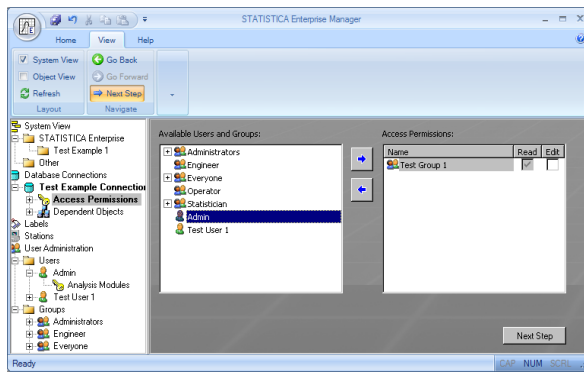 STATISTICA Enterprise Manager
Home View Help
System View
Object View
Refresh
Layout
Go Back
Go Forward
Next Step
Navigate
System View
STATISTICA Enterprise
Test Example 1
Other
Database Connections
Test Example Connection
Access Permissions
Dependent Objects
Labels
Stations
User Administration
Users
Admin
Analysis Modules
Test User 1
Groups
Administrators
Engineer
Everyone
Available Users and Groups:
Administrators
Engineer
Everyone
Operator
Statistician
Admin
Test User 1
Access Permissions:
Name Read Edit
Test Group 1
Next Step
Ready
CAP NUM SCRL